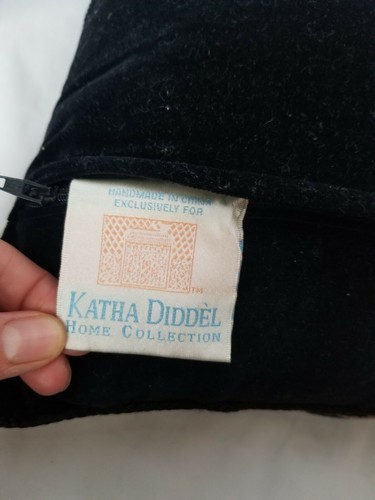 HANDMADE IN CHINA
EXCLUSIVELY FOR
TM
KATHA DIDDÈL
HOME COLLECTION